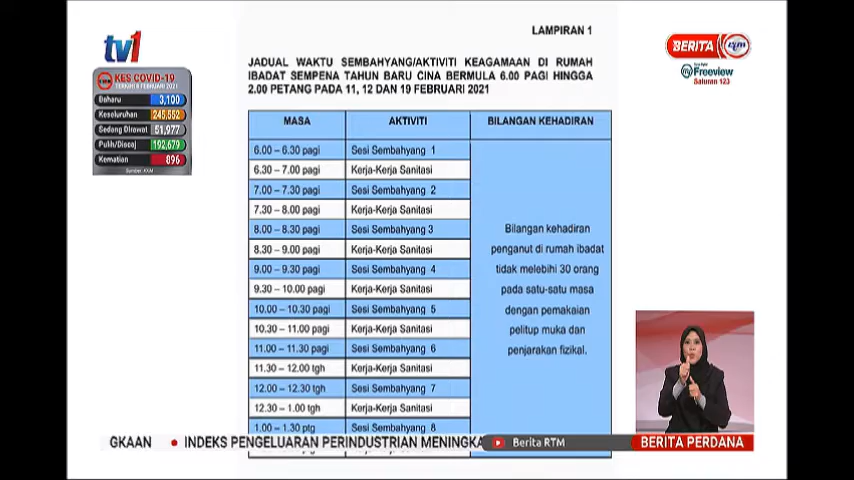 LAMPIRAN 1
tv1
BERITA rtm
Freeview
Saluran 123
JADUAL WAKTU SEMBAHYANG/AKTIVITI KEAGAMAAN DI RUMAH
IBADAT SEMPENA TAHUN BARU CINA BERMULA 6.00 PAGI HINGGA
2.00 PETANG PADA 11, 12 DAN 19 FEBRUARI 2021
KES COVID-19
TERKINI 8 FEBRUARI 2021
Baharu 3,100
Keseluruhan 245,552
Sedang Dirawat 51,977
Pulih/Discaj 192,679
Kematian 896
Sumber: KKM
MASA AKTIVITI BILANGAN KEHADIRAN
6.00 – 6.30 pagi Sesi Sembahyang 1
6.30 – 7.00 pagi Kerja-Kerja Sanitasi
7.00 – 7.30 pagi Sesi Sembahyang 2
7.30 – 8.00 pagi Kerja-Kerja Sanitasi
8.00 – 8.30 pagi Sesi Sembahyang 3
8.30 – 9.00 pagi Kerja-Kerja Sanitasi
9.00 – 9.30 pagi Sesi Sembahyang 4
9.30 – 10.00 pagi Kerja-Kerja Sanitasi
10.00 – 10.30 pagi Sesi Sembahyang 5
10.30 – 11.00 pagi Kerja-Kerja Sanitasi
11.00 – 11.30 pagi Sesi Sembahyang 6
11.30 – 12.00 tgh Kerja-Kerja Sanitasi
12.00 – 12.30 tgh Sesi Sembahyang 7
12.30 – 1.00 tgh Kerja-Kerja Sanitasi
1.00 – 1.30 ptg Sesi Sembahyang 8
Bilangan kehadiran
penganut di rumah ibadat
tidak melebihi 30 orang
pada satu-satu masa
dengan pemakaian
pelitup muka dan
penjarakan fizikal.
GKAAN • INDEKS PENGELUARAN PERINDUSTRIAN MENINGKA
Berita RTM
BERITA PERDANA